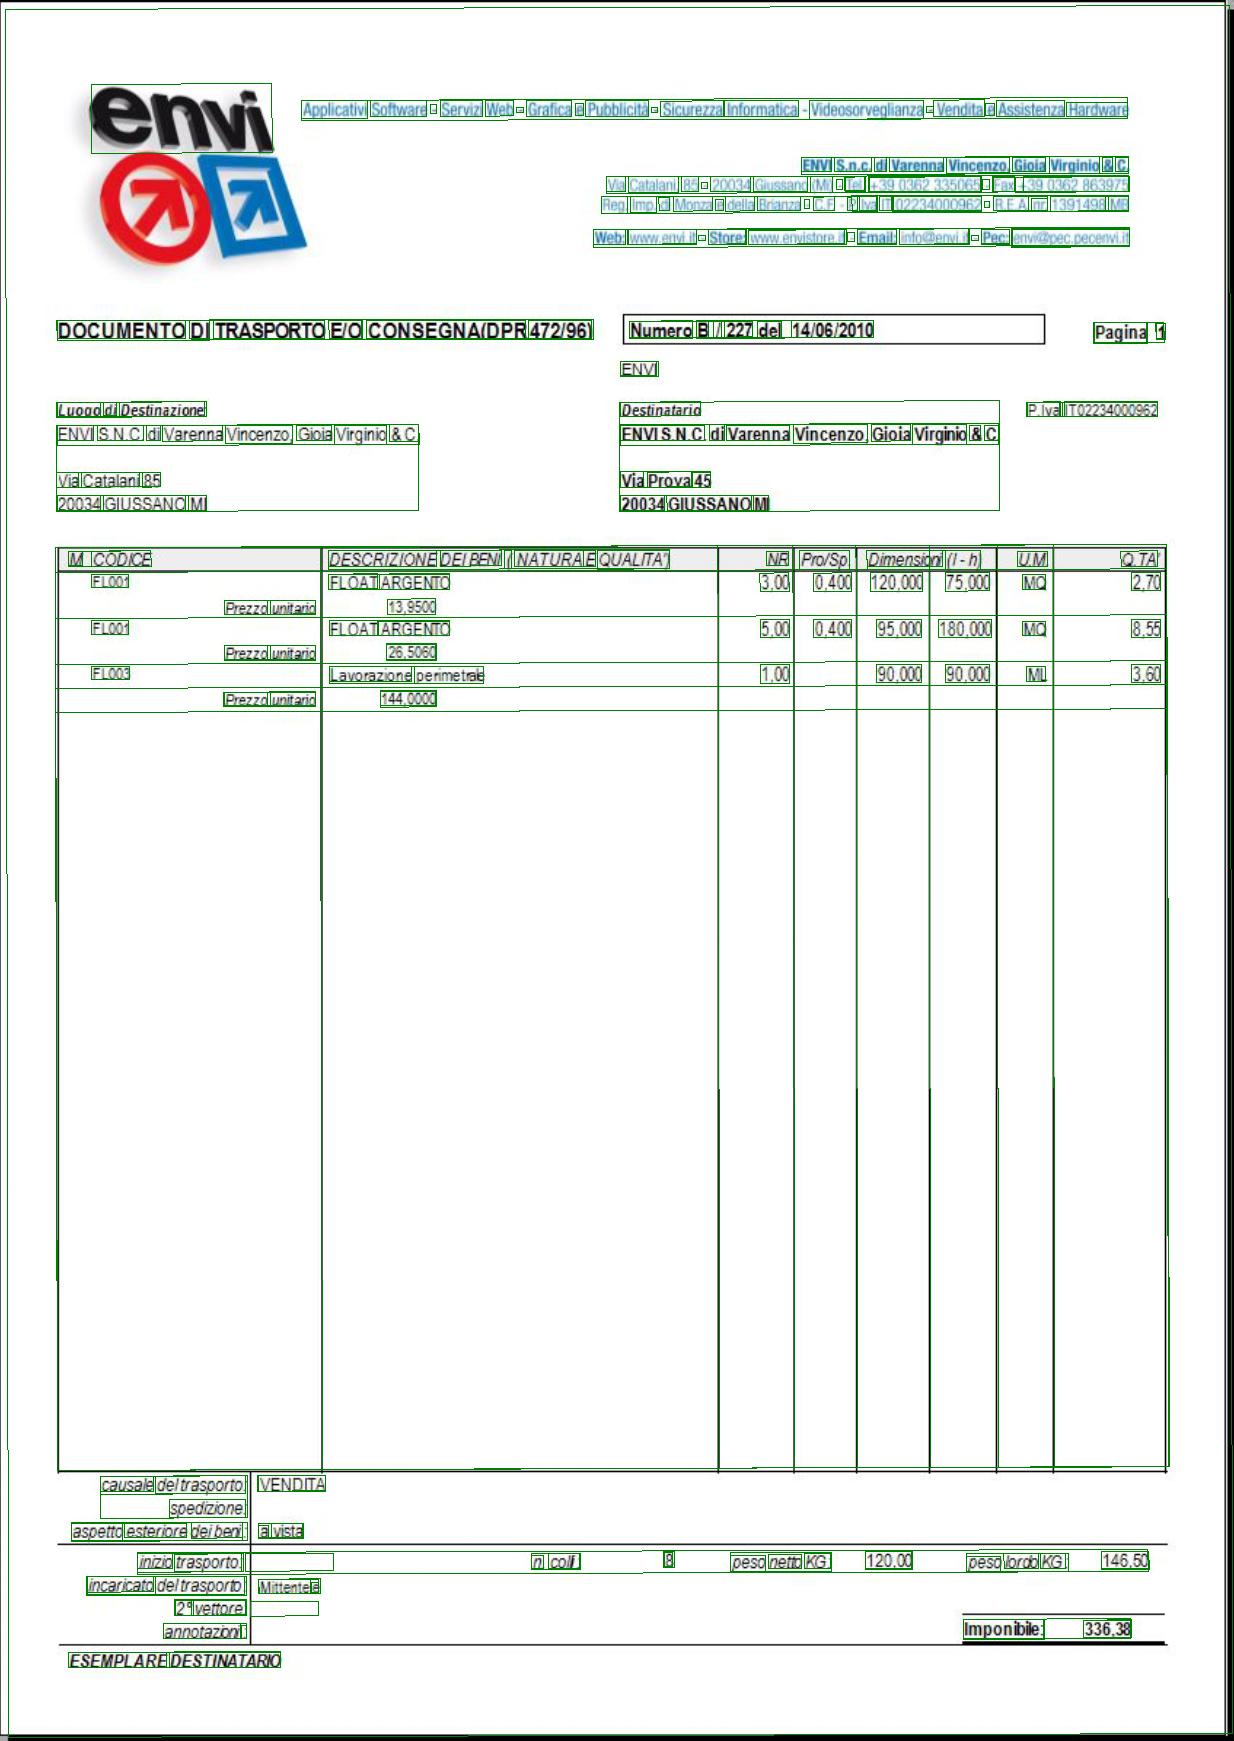 envi
Applicativi Software - Servizi Web - Grafica e Pubblicità - Sicurezza Informatica - Videosorveglianza - Vendita e Assistenza Hardware
ENVI S.n.c. di Varenna Vincenzo, Gioia Virginio & C.
Via Catalani, 85 - 20034 Giussano (Mi) - Tel. +39 0362 335065 - Fax +39 0362 863975
Reg. Imp. di Monza e della Brianza - C.F. - P.Iva IT 02234000962 - R.E.A. nr. 1391498 MB
Web: www.envi.it - Store: www.envistore.it - Email: info@envi.it - Pec: envi@pec.pecenvi.it
DOCUMENTO DI TRASPORTO E/O CONSEGNA(DPR 472/96) Numero B / 227 del 14/06/2010 Pagina 1
ENVI
Luogo di Destinazione Destinatario P.Iva IT02234000962
ENVI S.N.C. di Varenna Vincenzo, Gioia Virginio & C. ENVI S.N.C. di Varenna Vincenzo, Gioia Virginio & C.
Via Catalani 85 Via Prova 45
20034 GIUSSANO MI 20034 GIUSSANO MI
M CODICE DESCRIZIONE DEI BENI ( NATURA E QUALITA') NR Pro/Sp Dimensioni (l - h) U.M Q.TA'
FL001 FLOAT ARGENTO 3,00 0,400 120,000 75,000 MQ 2,70
Prezzo unitario 13,9500
FL001 FLOAT ARGENTO 5,00 0,400 95,000 180,000 MQ 8,55
Prezzo unitario 26,5060
FL003 Lavorazione perimetrale 1,00 90,000 90,000 ML 3,60
Prezzo unitario 144,0000
causale del trasporto: VENDITA
spedizione:
aspetto esteriore dei beni: a vista
inizio trasporto: n. colli: 8 peso netto KG.: 120,00 peso lordo KG.: 146,50
incaricato del trasporto: Mittente
2° vettore:
annotazioni: Imponibile: 336,38
ESEMPLARE DESTINATARIO